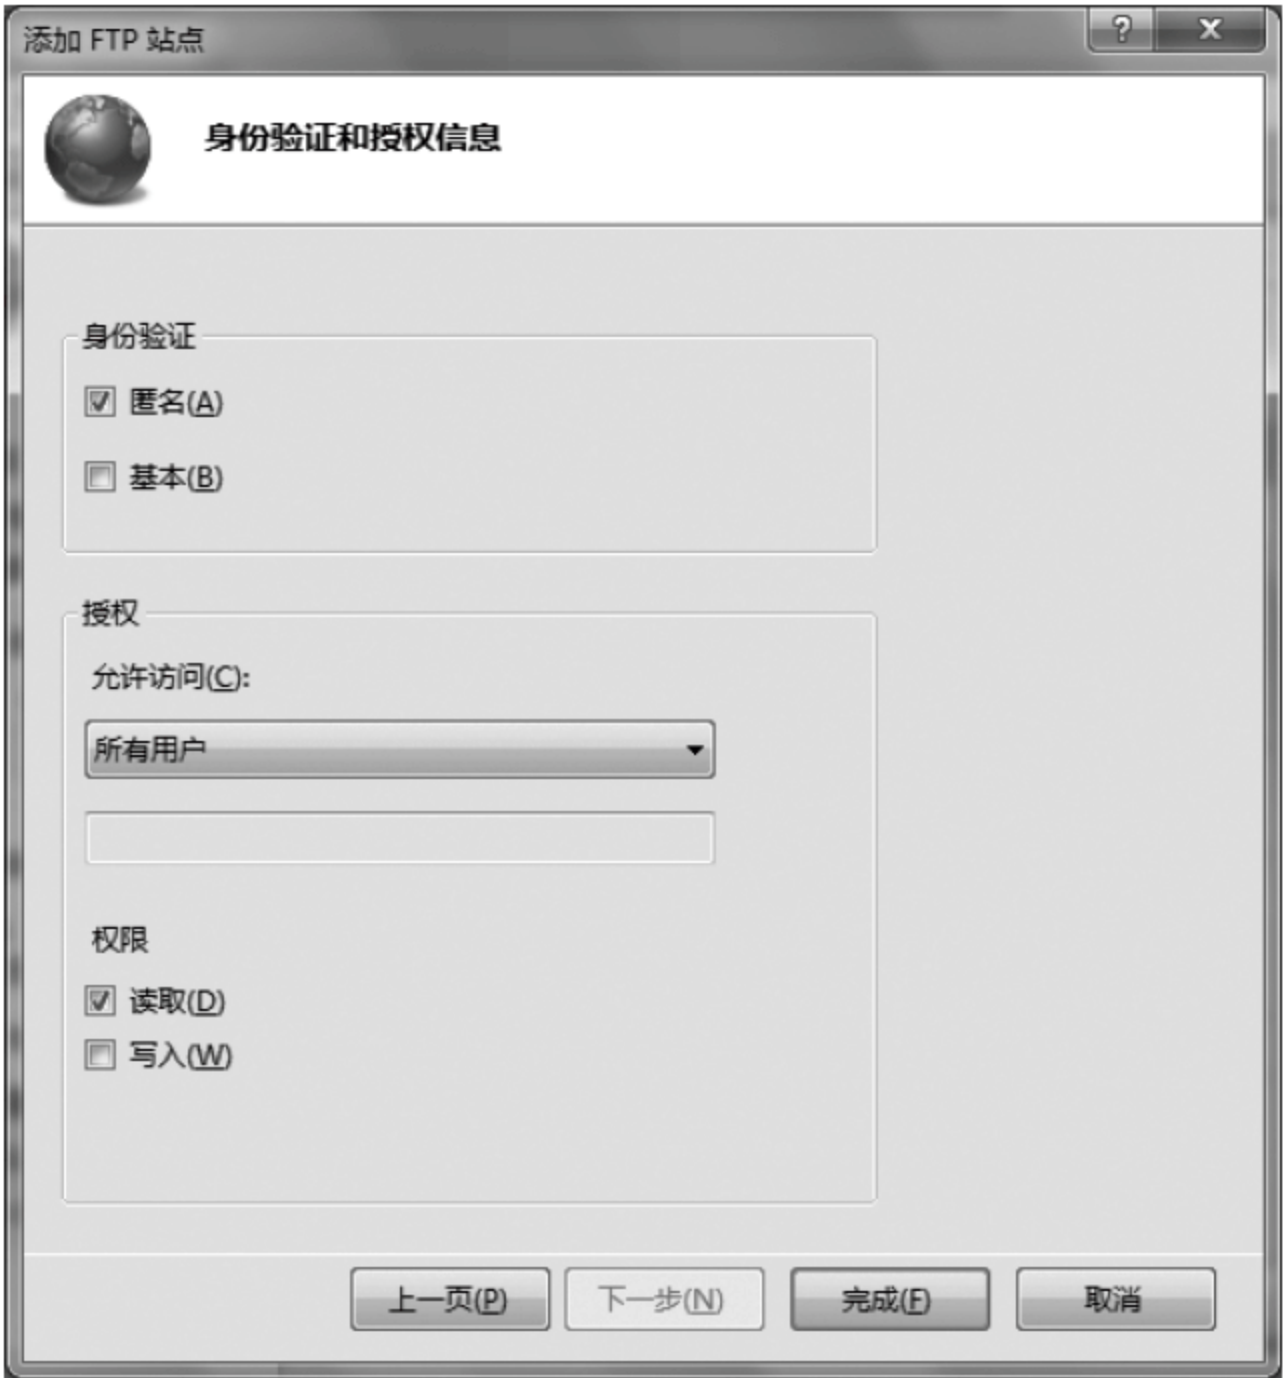 添加 FTP 站点
身份验证和授权信息
身份验证
匿名(A)
基本(B)
授权
允许访问(C):
所有用户
权限
读取(D)
写入(W)
上一页(P) 下一步(N) 完成(F) 取消